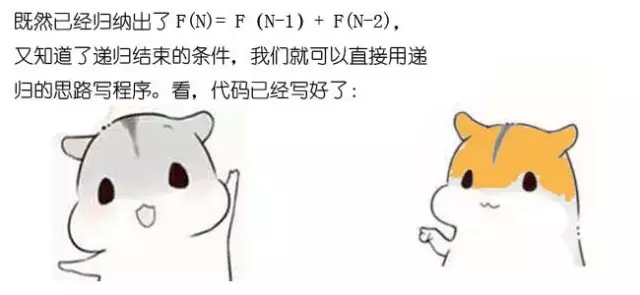 既然已经归纳出了 F(N)= F（N-1）+ F(N-2)，
又知道了递归结束的条件，我们就可以直接用递
归的思路写程序。看，代码已经写好了：